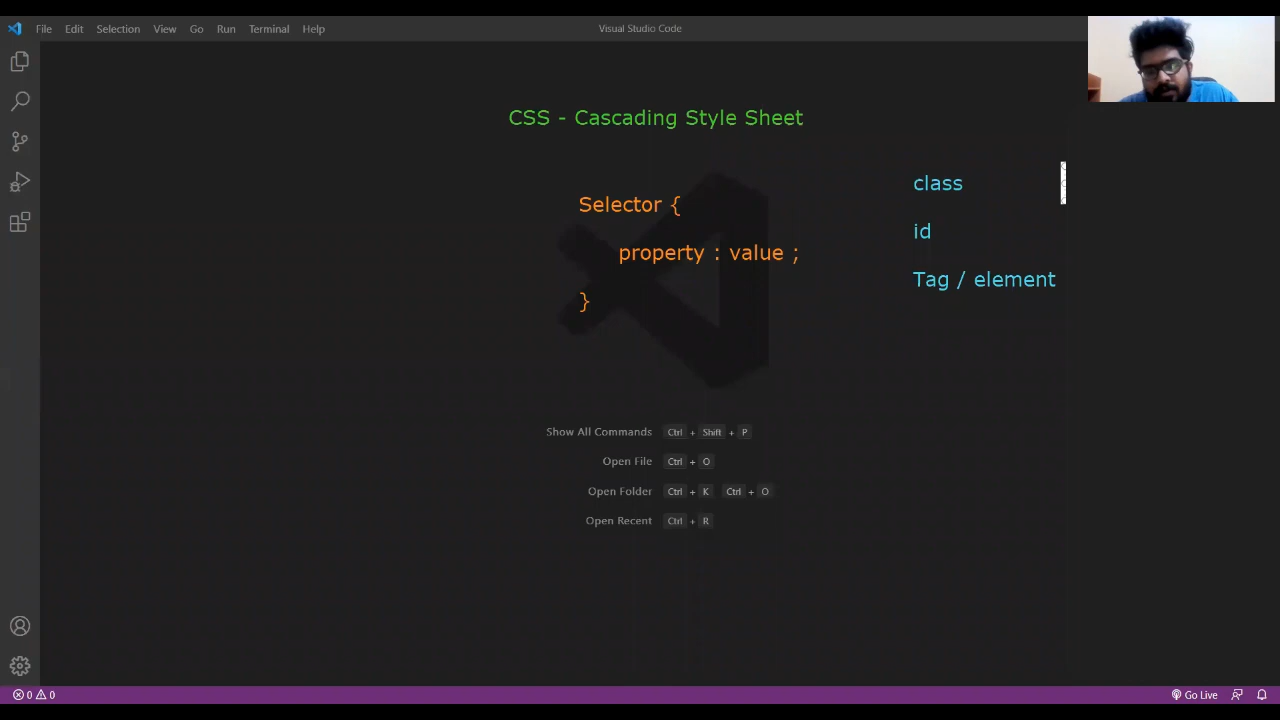 File Edit Selection View Go Run Terminal Help
Visual Studio Code
CSS - Cascading Style Sheet
Selector {
property : value ;
}
class
id
Tag / element
Show All Commands Ctrl + Shift + P
Open File Ctrl + O
Open Folder Ctrl + K Ctrl + O
Open Recent Ctrl + R
0 0
Go Live